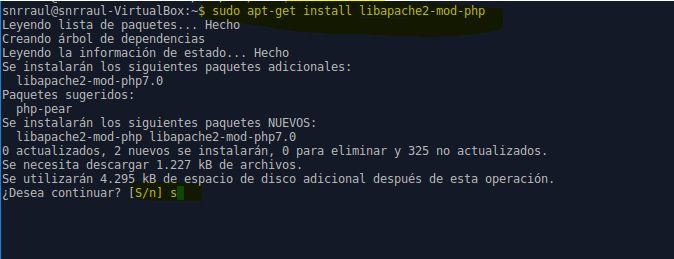 snrraul@snrraul-VirtualBox:~$ sudo apt-get install libapache2-mod-php
Leyendo lista de paquetes... Hecho
Creando árbol de dependencias
Leyendo la información de estado... Hecho
Se instalarán los siguientes paquetes adicionales:
  libapache2-mod-php7.0
Paquetes sugeridos:
  php-pear
Se instalarán los siguientes paquetes NUEVOS:
  libapache2-mod-php libapache2-mod-php7.0
0 actualizados, 2 nuevos se instalarán, 0 para eliminar y 325 no actualizados.
Se necesita descargar 1.227 kB de archivos.
Se utilizarán 4.295 kB de espacio de disco adicional después de esta operación.
¿Desea continuar? [S/n] s